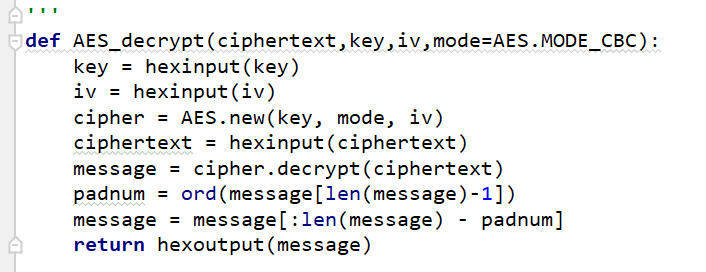 '''
def AES_decrypt(ciphertext,key,iv,mode=AES.MODE_CBC):
    key = hexinput(key)
    iv = hexinput(iv)
    cipher = AES.new(key, mode, iv)
    ciphertext = hexinput(ciphertext)
    message = cipher.decrypt(ciphertext)
    padnum = ord(message[len(message)-1])
    message = message[:len(message) - padnum]
    return hexoutput(message)